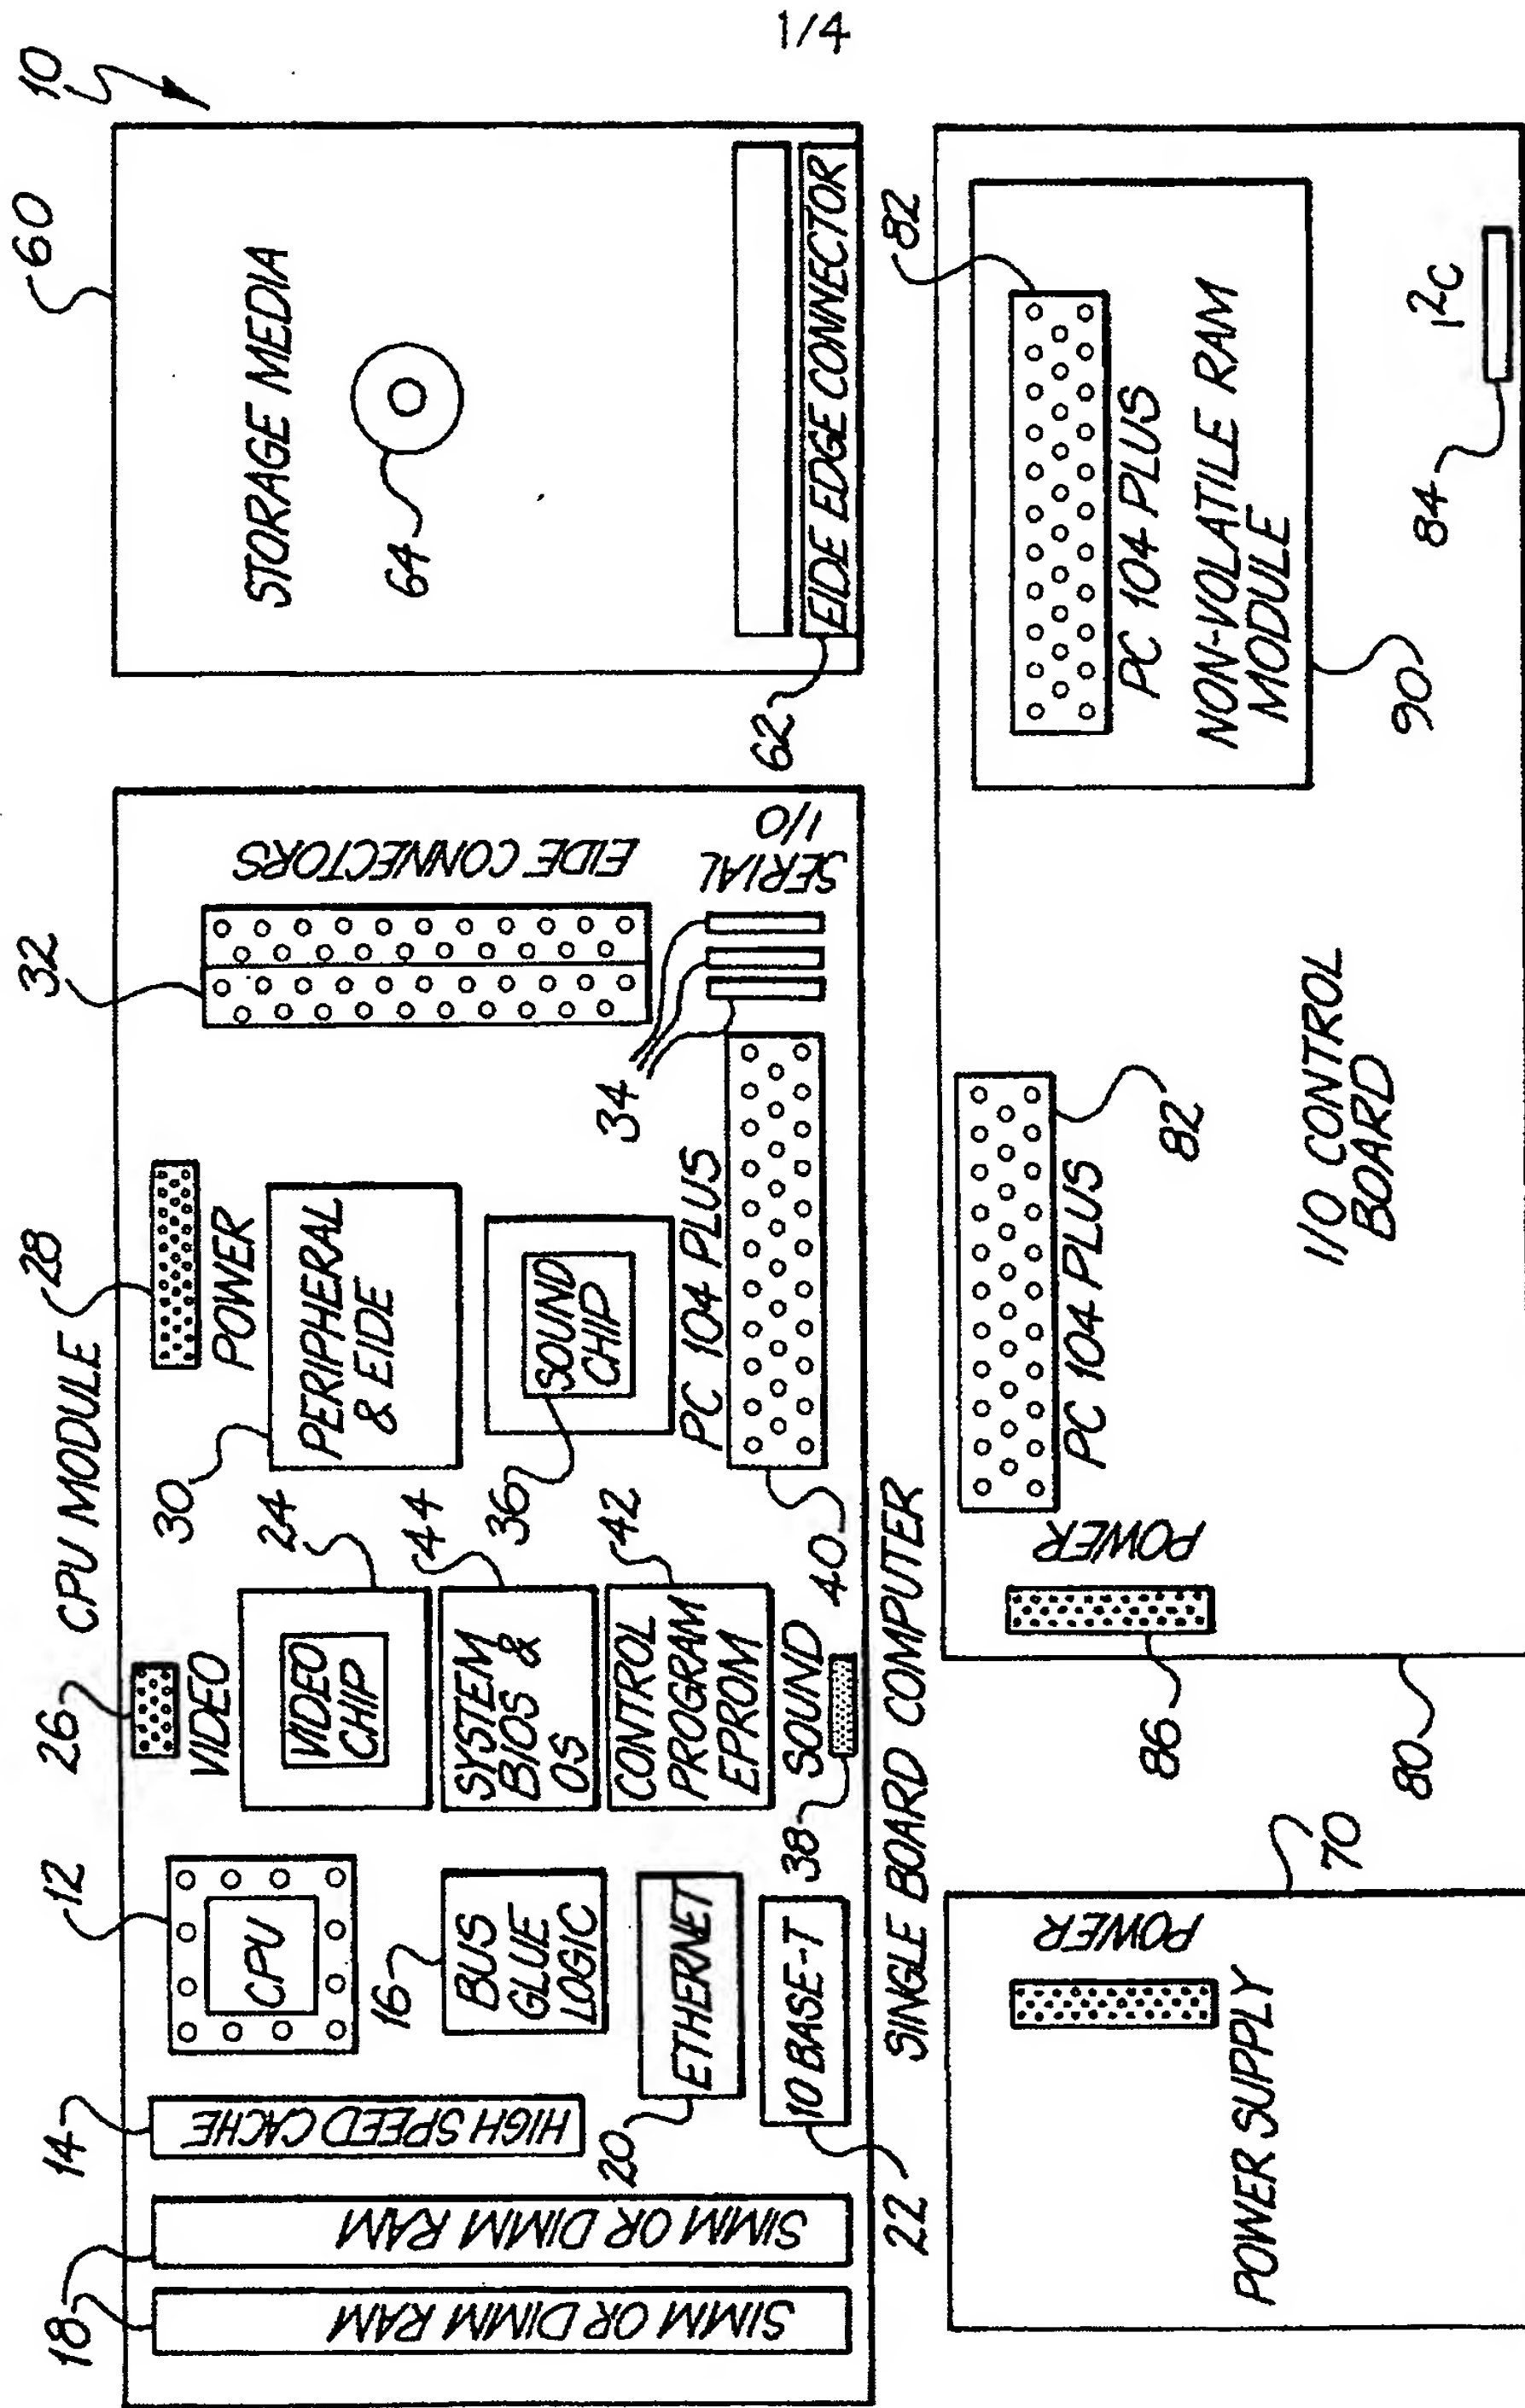 1/4
10
CPU MODULE
18
14
12
26
28
32
60
SIMM OR DIMM RAM
SIMM OR DIMM RAM
HIGH SPEED CACHE
CPU
16
BUS
GLUE
LOGIC
20
ETHERNET
10 BASE-T
22
VIDEO
VIDEO
CHIP
24
30
SYSTEM
BIOS &
OS
44
CONTROL
PROGRAM
EPROM
42
SOUND
38
POWER
PERIPHERAL
& EIDE
36
SOUND
CHIP
PC 104 PLUS
40
34
EIDE CONNECTORS
SERIAL
I/O
STORAGE MEDIA
64
62
EIDE EDGE CONNECTOR
SINGLE BOARD COMPUTER
POWER
POWER SUPPLY
70
POWER
86
80
PC 104 PLUS
82
I/O CONTROL
BOARD
82
PC 104 PLUS
NON-VOLATILE RAM
MODULE
90
84
I2C